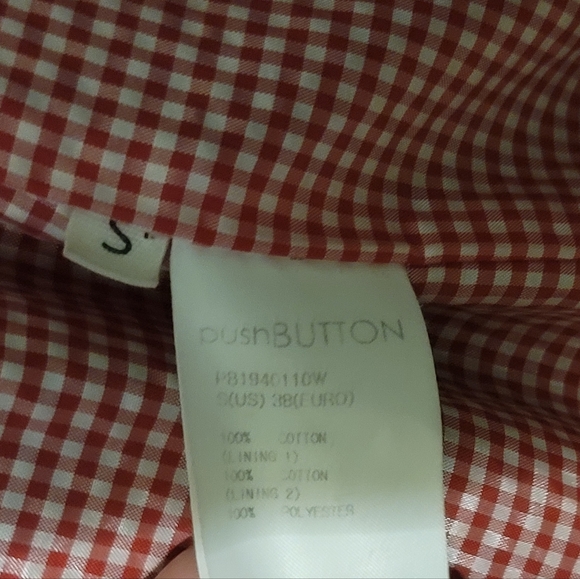 S
pushBUTTON
PB1940110W
S(US) 38(EURO)
100% COTTON
(LINING 1)
100% COTTON
(LINING 2)
100% POLYESTER